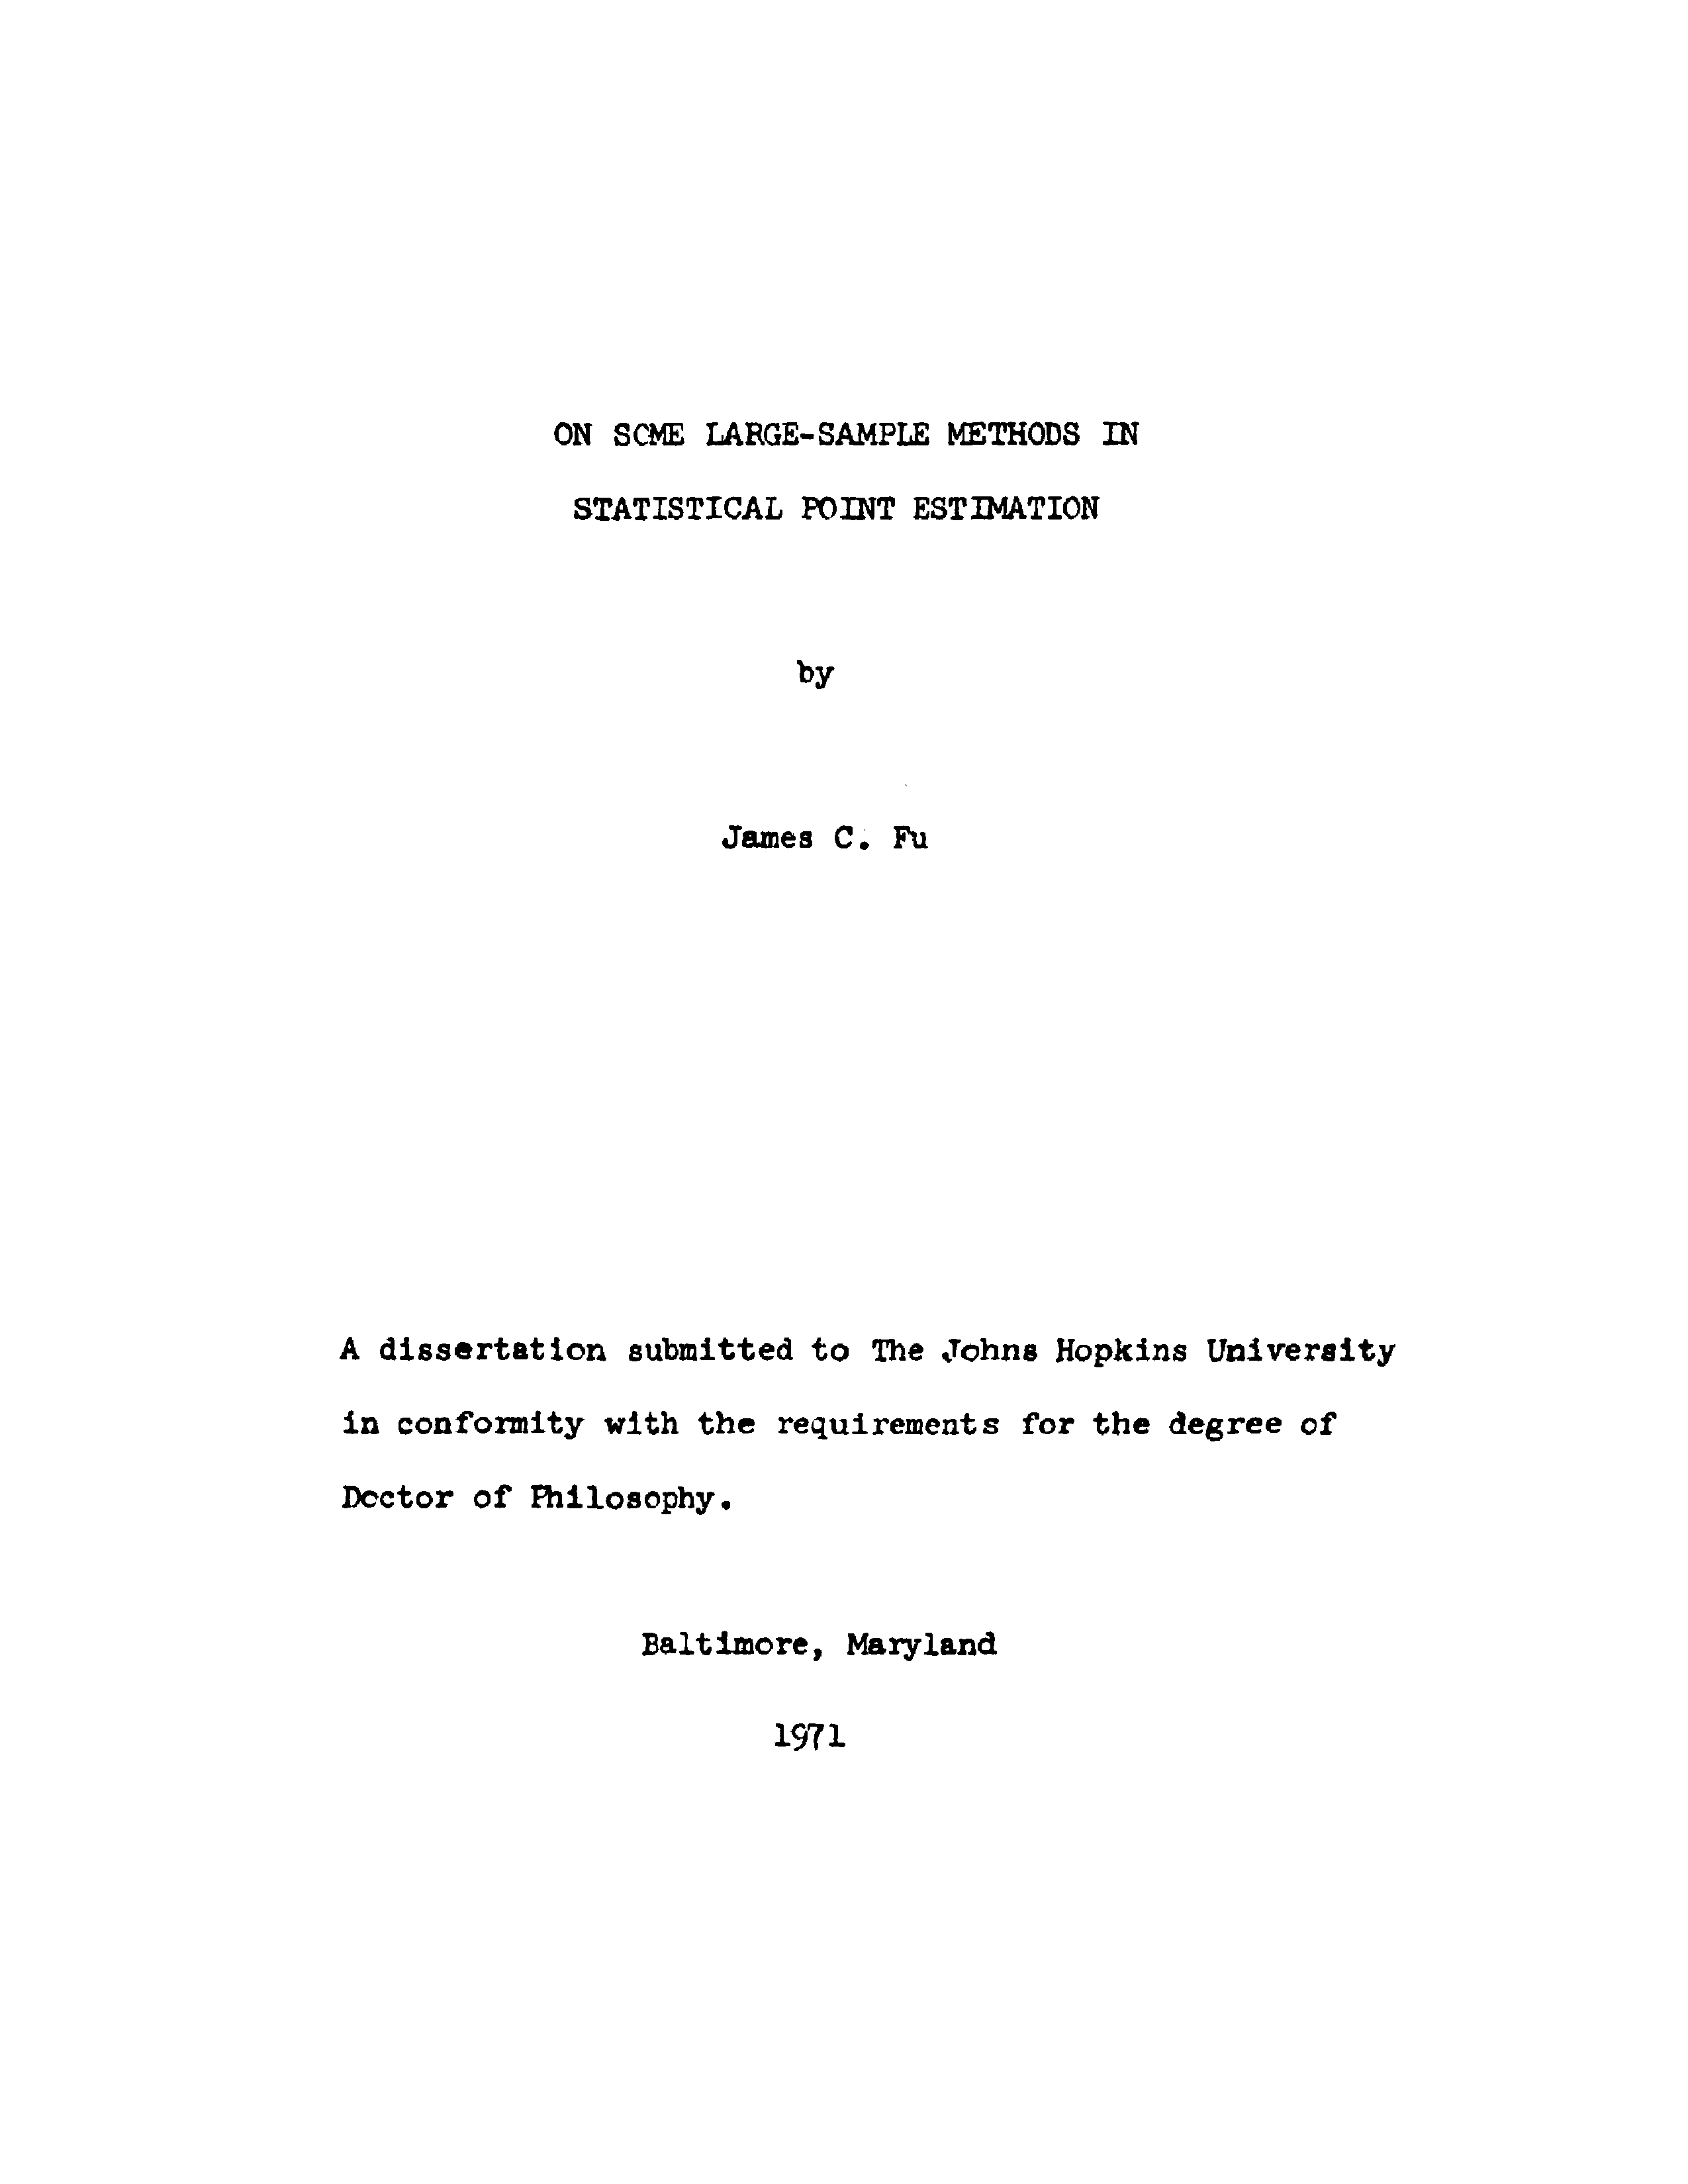 ON SOME LARGE-SAMPLE METHODS IN
STATISTICAL POINT ESTIMATION
by
James C. Fu
A dissertation submitted to The Johns Hopkins University
in conformity with the requirements for the degree of
Doctor of Philosophy.
Baltimore, Maryland
1971